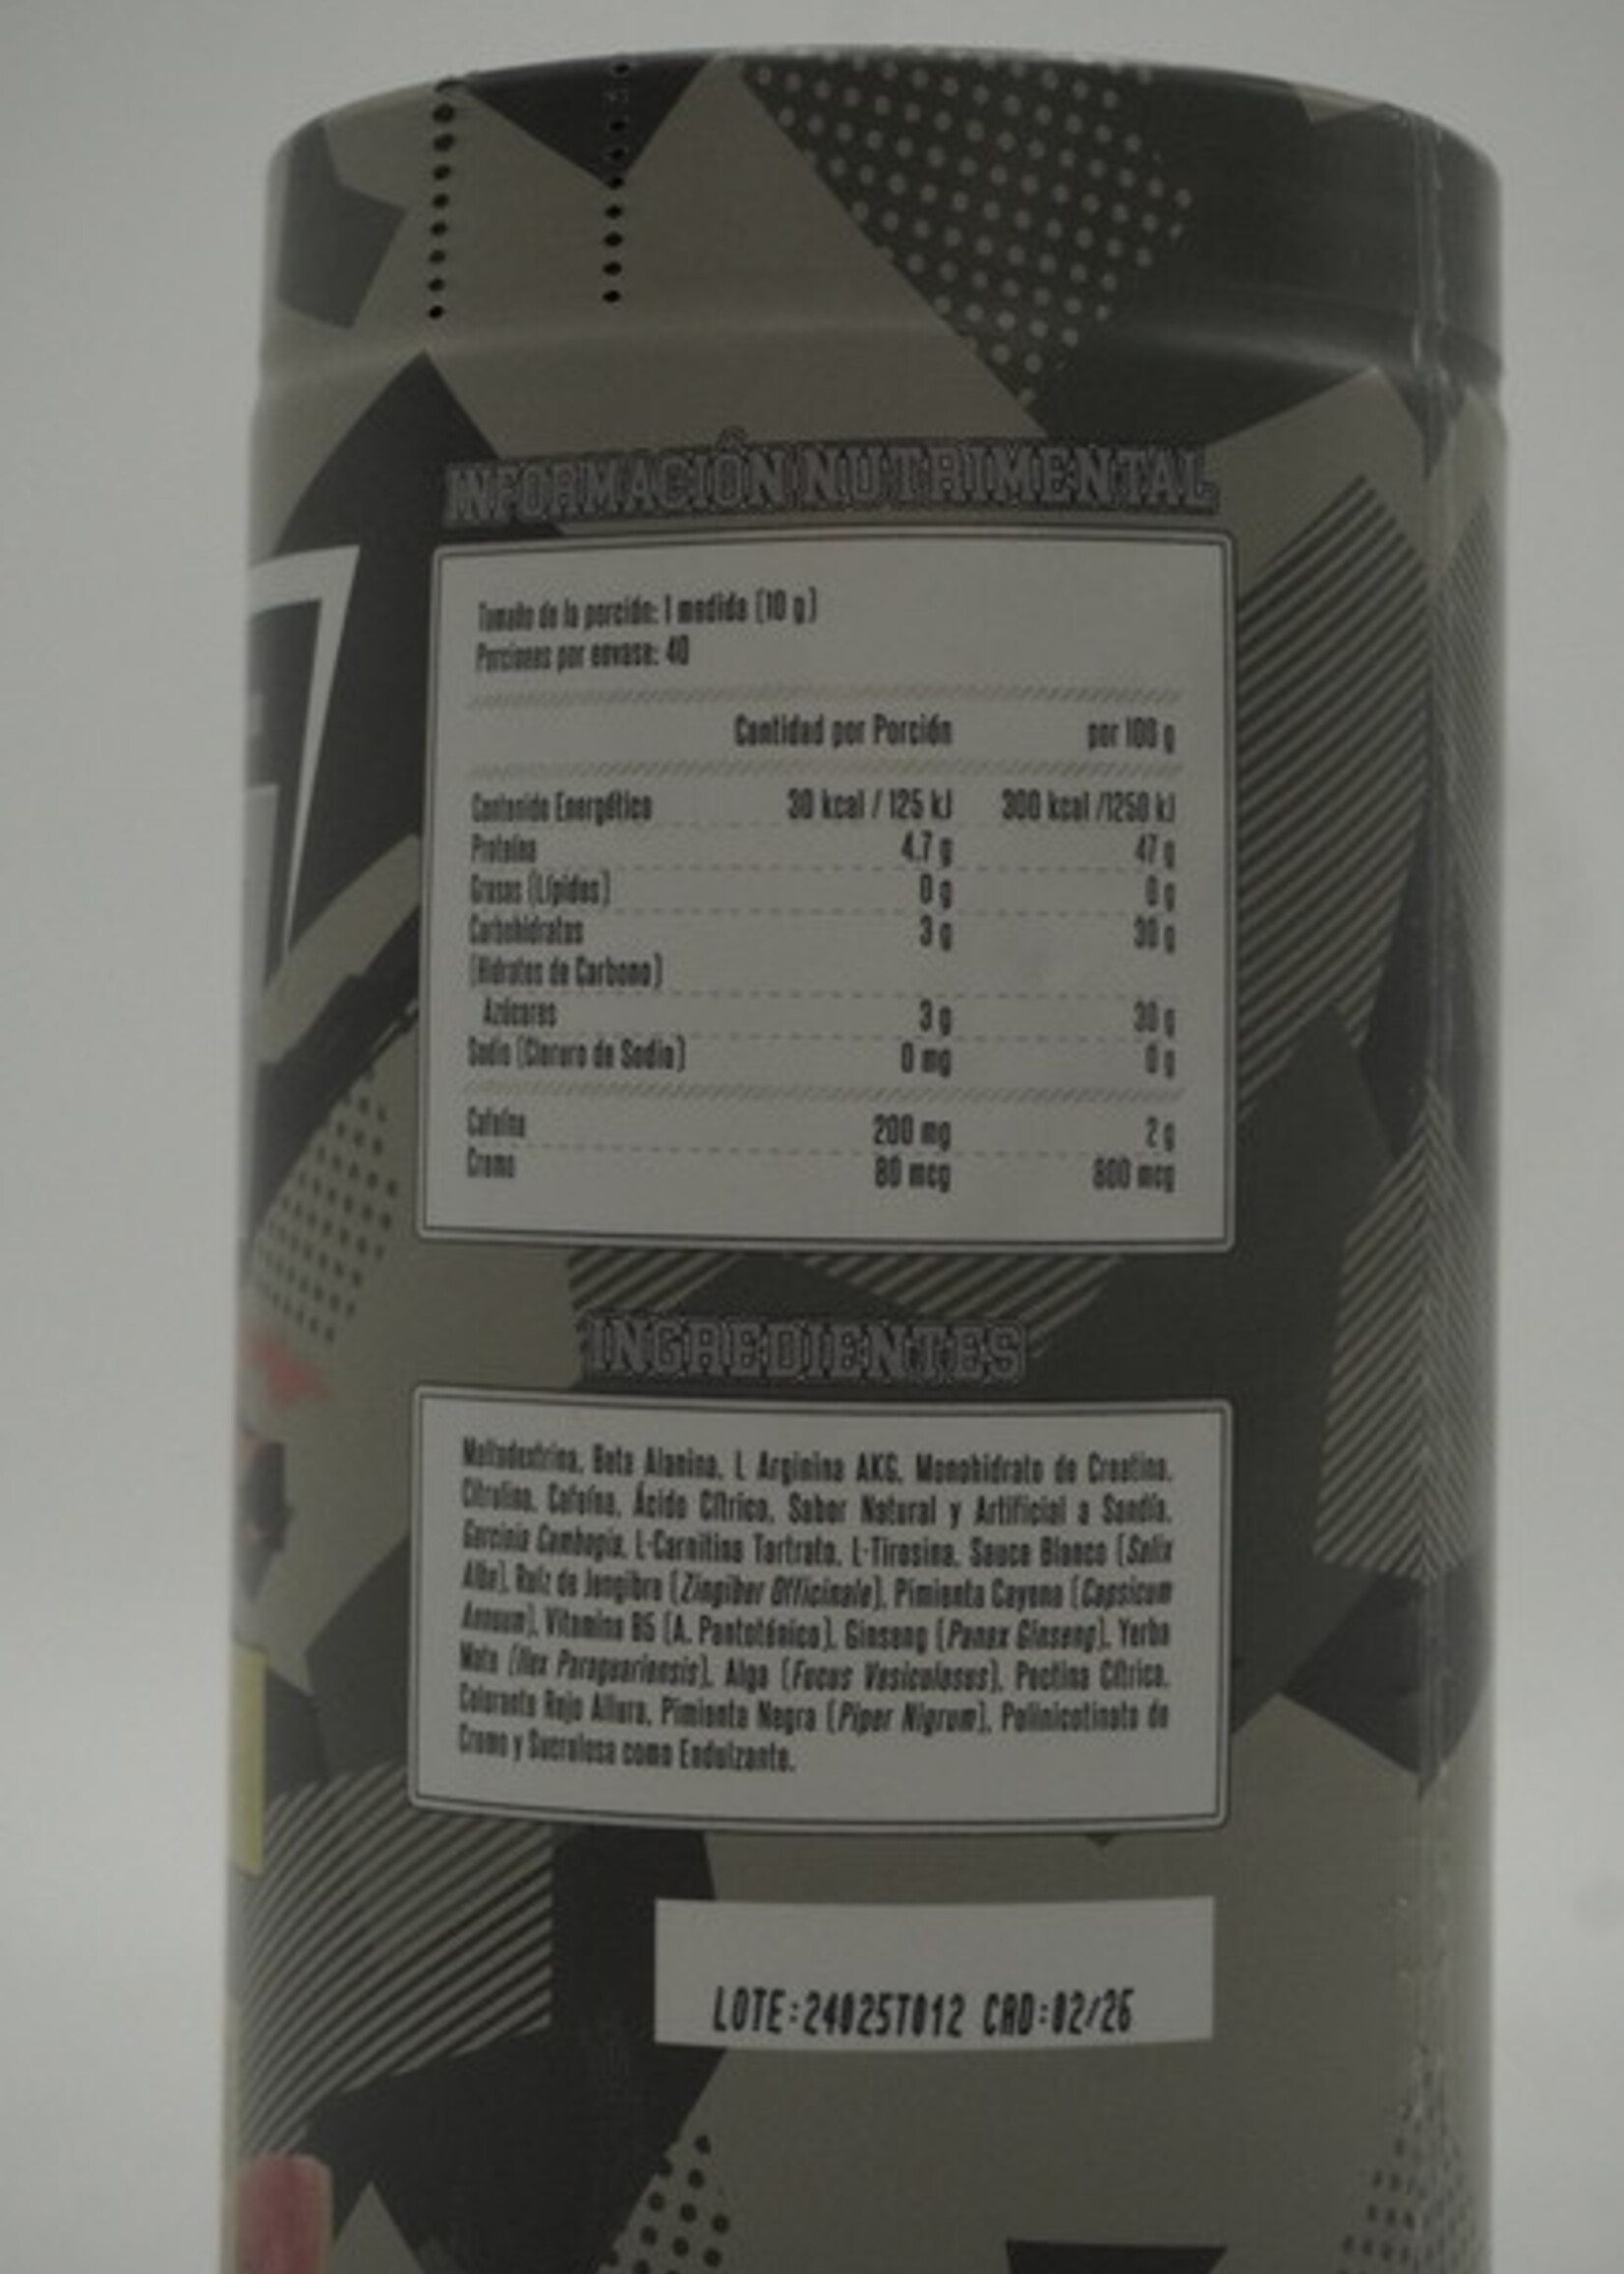 INFORMACIÓN NUTRIMENTAL
Tamaño de la porción: 1 medida (10 g)
Porciones por envase: 40
Cantidad por Porción por 100 g
Contenido Energético 30 kcal / 125 kJ 300 kcal /1250 kJ
Proteína 4.7 g 47 g
Grasas (Lípidos) 0 g 0 g
Carbohidratos 3 g 30 g
(Hidratos de Carbono)
Azúcares 3 g 30 g
Sodio (Cloruro de Sodio) 0 mg 0 g
Cafeína 200 mg 2 g
Cromo 80 mcg 800 mcg
INGREDIENTES
Maltodextrina, Beta Alanina, L Arginina AKG, Monohidrato de Creatina,
Citrulina, Cafeína, Ácido Cítrico, Sabor Natural y Artificial a Sandía,
Garcinia Cambogia, L-Carnitina Tartrato, L-Tirosina, Sauce Blanco (Salix
Alba), Raíz de Jengibre (Zingiber Officinale), Pimienta Cayena (Capsicum
Annuum), Vitamina B5 (A. Pantoténico), Ginseng (Panax Ginseng), Yerba
Mate (Ilex Paraguariensis), Alga (Fucus Vesiculosus), Pectina Cítrica,
Colorante Rojo Allura, Pimienta Negra (Piper Nigrum), Polinicotinato de
Cromo y Sucralosa como Endulzante.
LOTE:24025T012 CAD:02/26